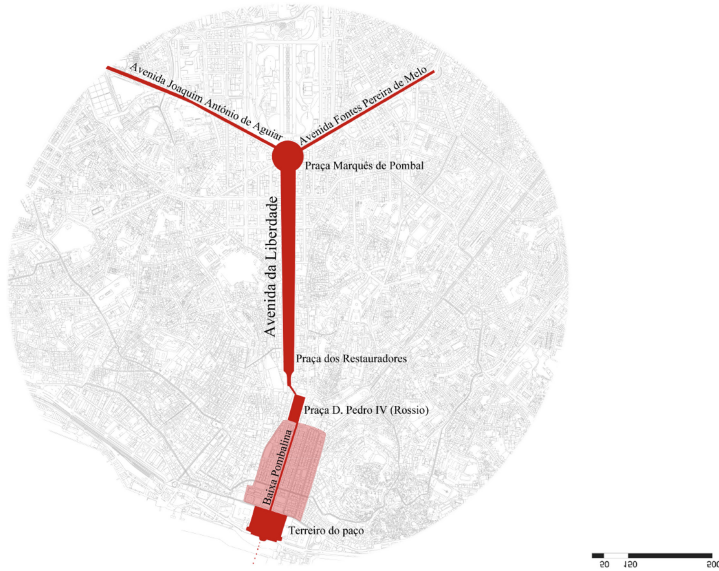 Avenida Joaquim António de Aguiar
Avenida Fontes Pereira de Melo
Praça Marquês de Pombal
Avenida da Liberdade
Praça dos Restauradores
Praça D. Pedro IV (Rossio)
Baixa Pombalina
Terreiro do paço
50 150 500